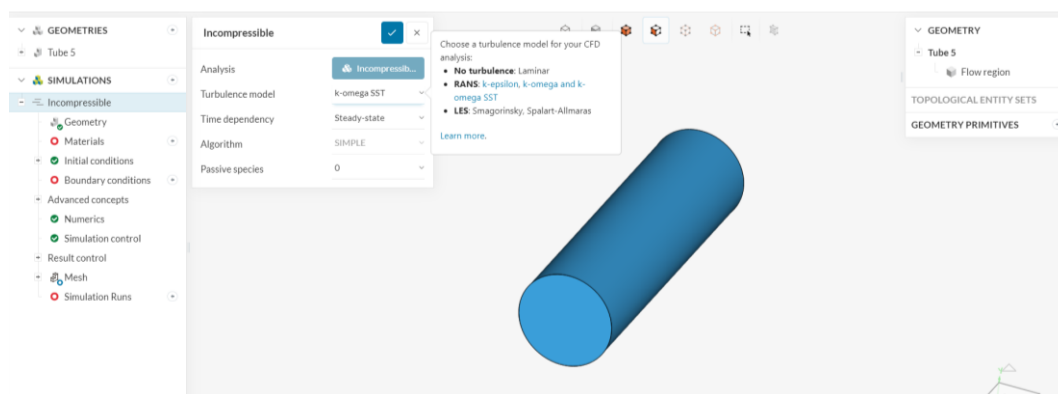 GEOMETRIES
Tube 5
SIMULATIONS
Incompressible
Geometry
Materials
Initial conditions
Boundary conditions
Advanced concepts
Numerics
Simulation control
Result control
Mesh
Simulation Runs
Incompressible
Analysis
Incompressib...
Turbulence model
k-omega SST
Time dependency
Steady-state
Algorithm
SIMPLE
Passive species
0
Choose a turbulence model for your CFD
analysis:
• No turbulence: Laminar
• RANS: k-epsilon, k-omega and k-
omega SST
• LES: Smagorinsky, Spalart-Allmaras
Learn more.
GEOMETRY
Tube 5
Flow region
TOPOLOGICAL ENTITY SETS
GEOMETRY PRIMITIVES